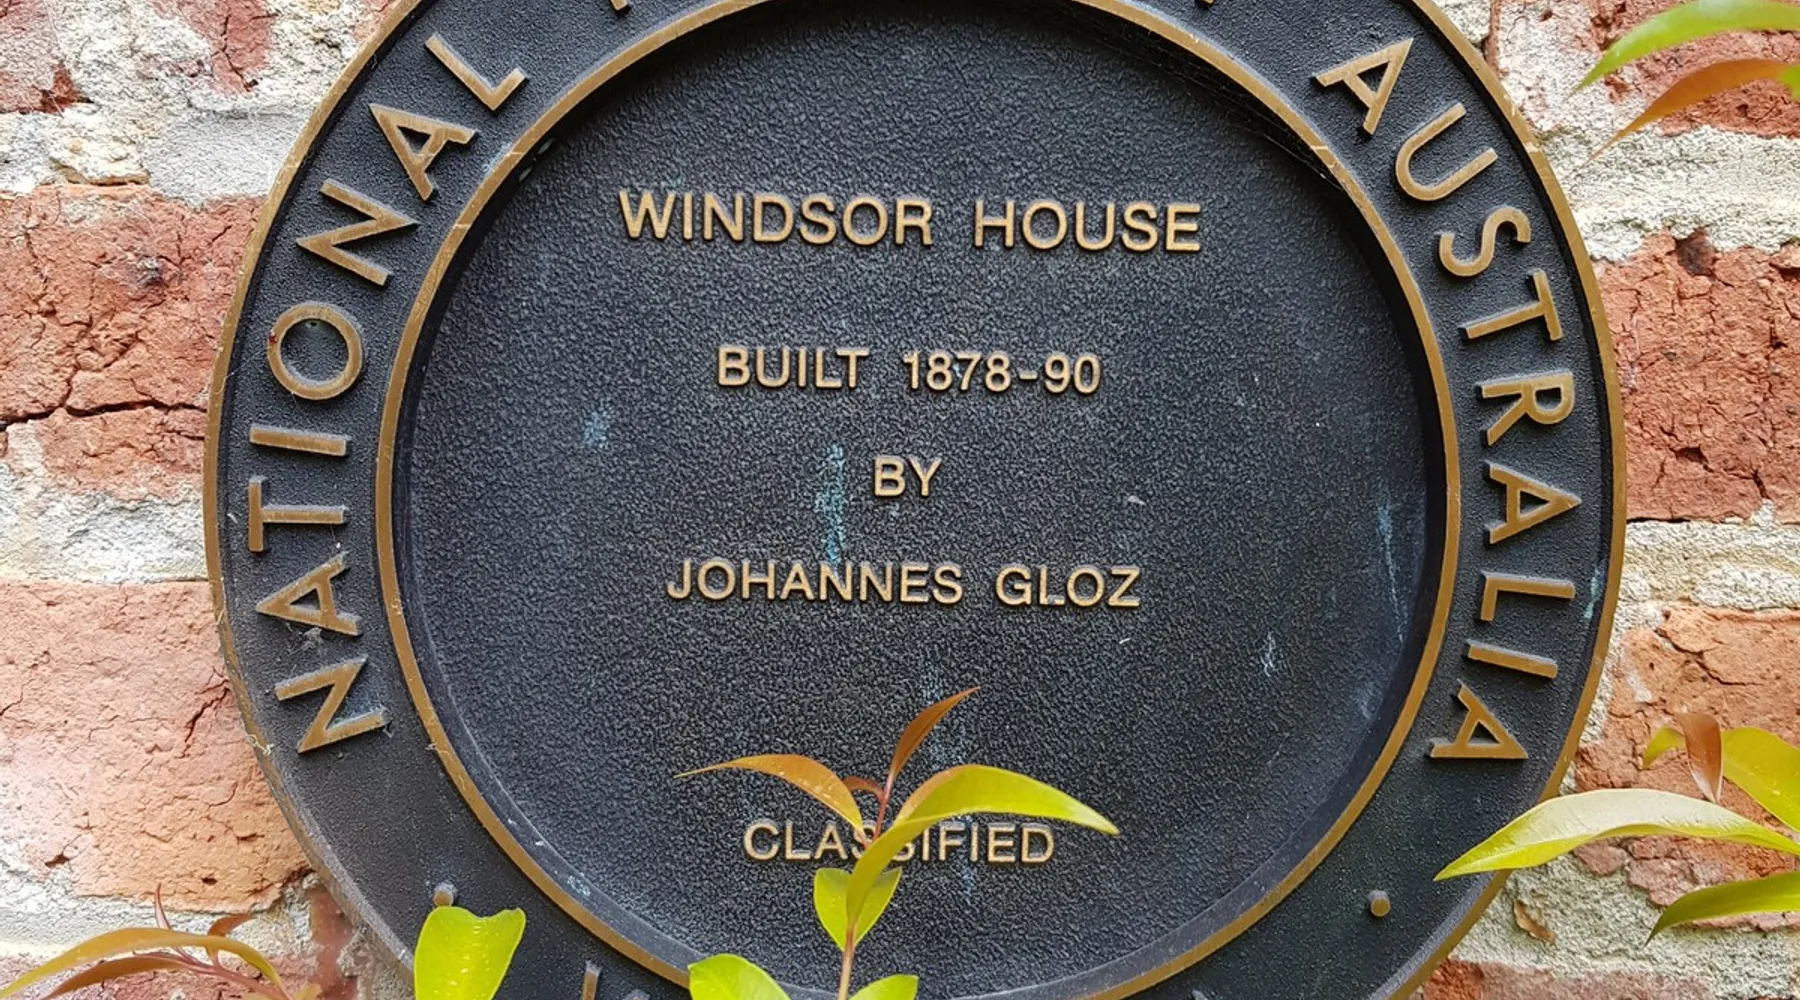 NATIONAL
AUSTRALIA
WINDSOR HOUSE
BUILT 1878-90
BY
JOHANNES GLOZ
CLASSIFIED